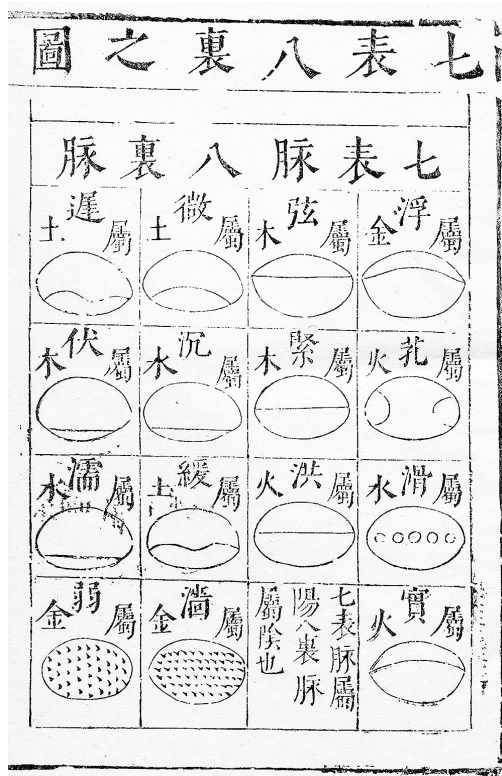 七表八裏之圖
七表脉八裏脉
浮屬金
芤屬火
滑屬水
實屬火
弦屬木
緊屬木
洪屬火
七表脉屬
陽八裏脉
屬陰也
微屬土
沉屬水
緩屬土
濇屬金
遲屬土
伏屬木
濡屬水
弱屬金